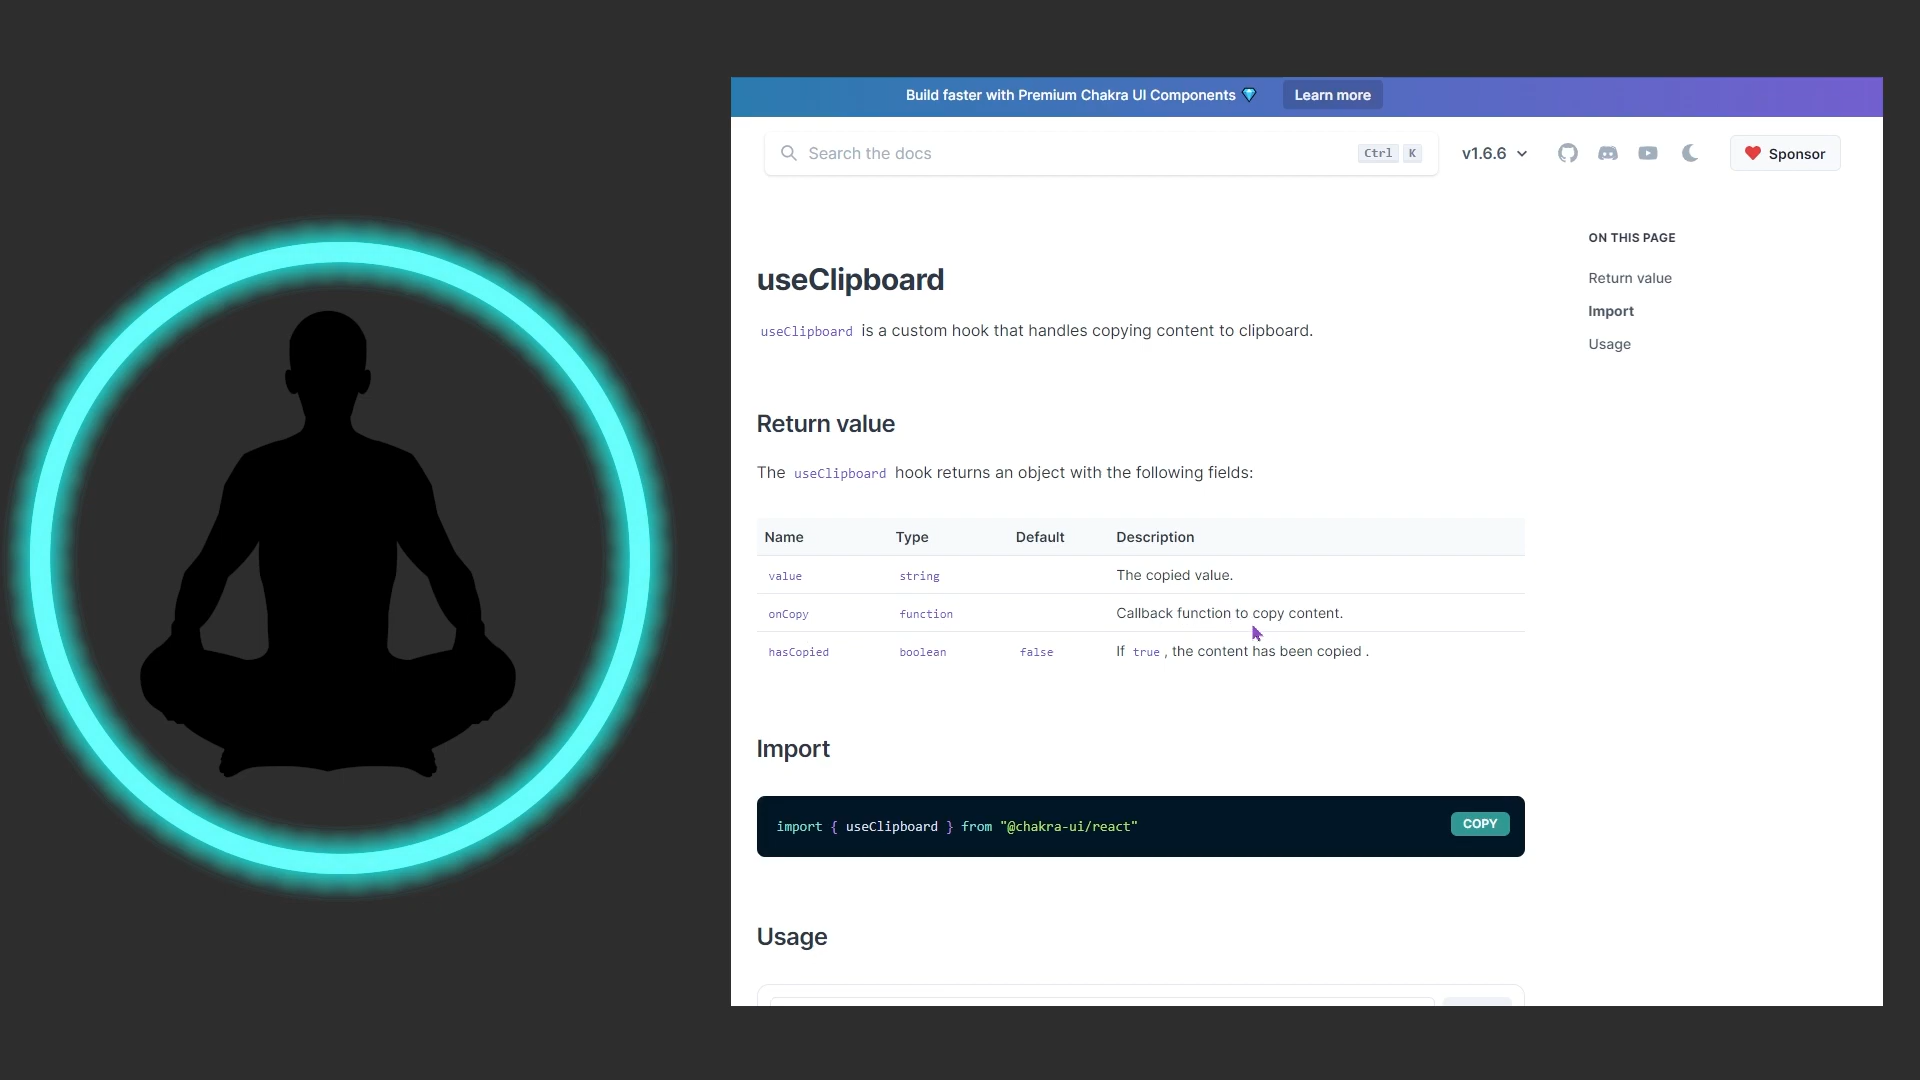 Build faster with Premium Chakra UI Components 💎 Learn more
Search the docs Ctrl K v1.6.6 Sponsor
ON THIS PAGE
Return value
Import
Usage
useClipboard
useClipboard is a custom hook that handles copying content to clipboard.
Return value
The useClipboard hook returns an object with the following fields:
Name Type Default Description
value string The copied value.
onCopy function Callback function to copy content.
hasCopied boolean false If true , the content has been copied .
Import
import { useClipboard } from "@chakra-ui/react" COPY
Usage